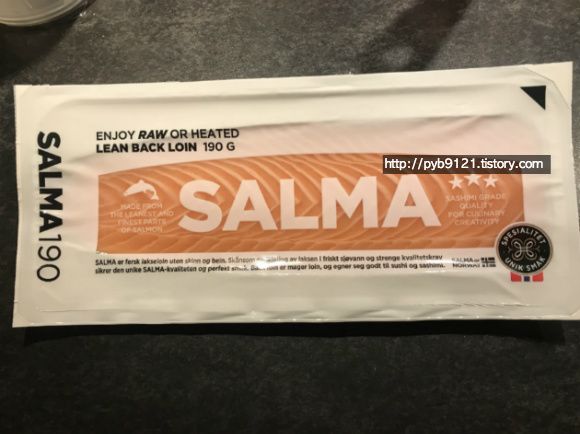 ENJOY RAW OR HEATED
LEAN BACK LOIN 190 G
SALMA190
http://pyb9121.tistory.com
MADE FROM
THE LEANEST AND
FINEST PARTS
OF SALMON
SALMA
SASHIMI GRADE
QUALITY
FOR CULINARY
CREATIVITY
SALMA er fersk lakseloin uten skinn og bein. Skånsom av laksen i friskt sjøvann og strenge kvalitetskrav
sikrer den unike SALMA-kvaliteten og perfekt smak. er mager loin, og egner seg godt til sushi og sashimi.
SALMA
NORWAY
SPESIALITET
UNIK SMAK